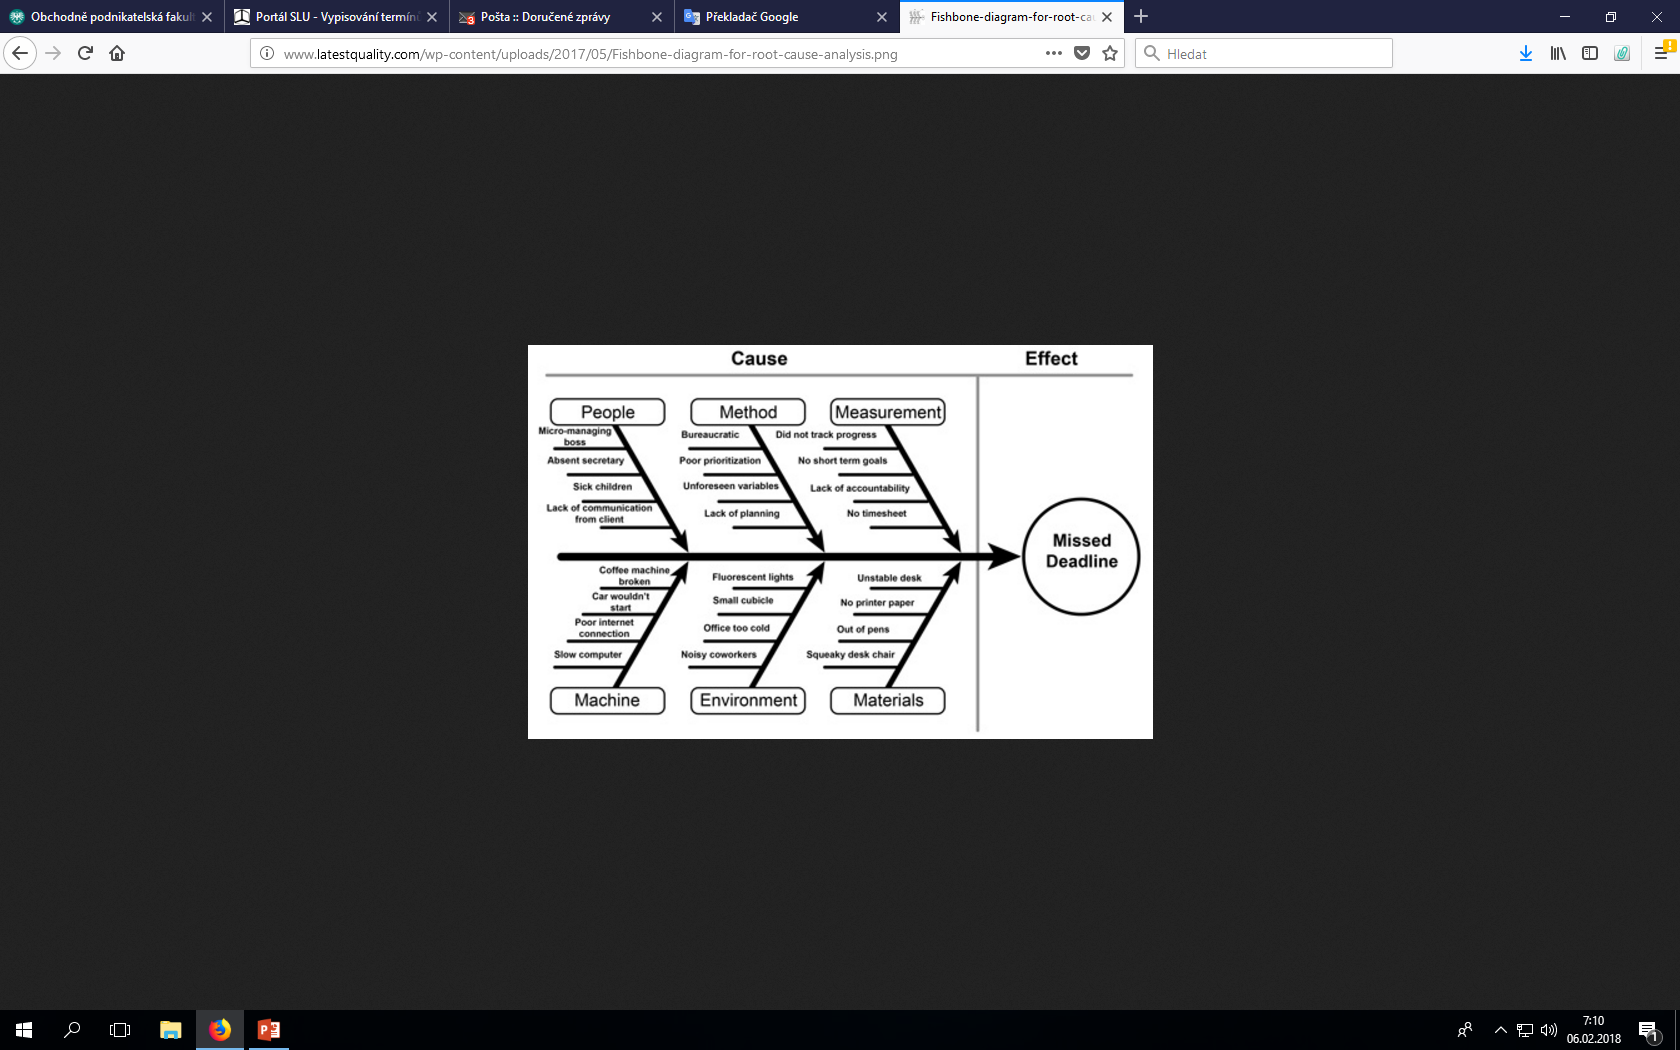 Obchodně podnikatelská fakul
Portál SLU - Vypisování termín
Pošta :: Doručené zprávy
Překladač Google
Fishbone-diagram-for-root-ca
www.latestquality.com/wp-content/uploads/2017/05/Fishbone-diagram-for-root-cause-analysis.png
Hledat
Cause
Effect
People
Method
Measurement
Micro-managing
boss
Absent secretary
Sick children
Lack of communication
from client
Bureaucratic
Poor prioritization
Unforeseen variables
Lack of planning
Did not track progress
No short term goals
Lack of accountability
No timesheet
Missed
Deadline
Coffee machine
broken
Car wouldn't
start
Poor internet
connection
Slow computer
Fluorescent lights
Small cubicle
Office too cold
Noisy coworkers
Unstable desk
No printer paper
Out of pens
Squeaky desk chair
Machine
Environment
Materials
7:10
06.02.2018
1